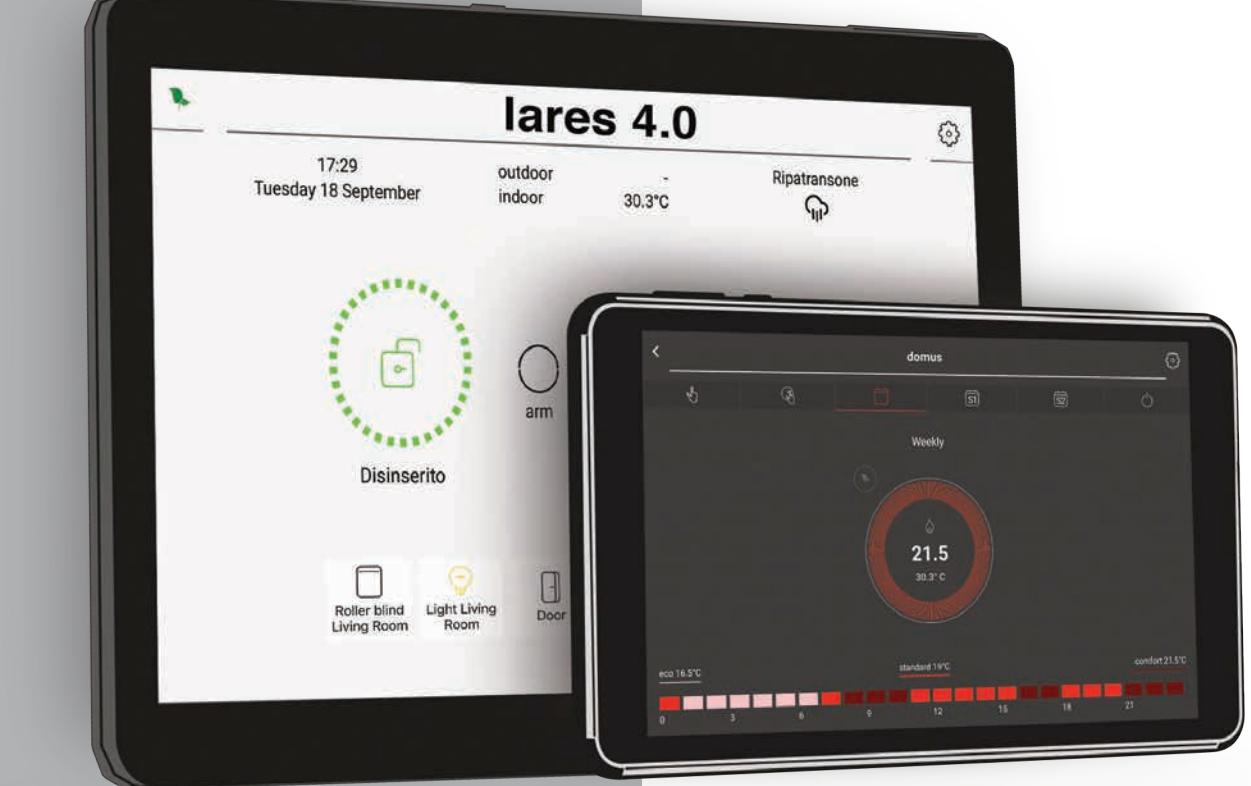 lares 4.0
17:29
Tuesday 18 September
outdoor -
indoor 30.3°C
Ripatransone
Disinserito
arm
Roller blind
Living Room
Light Living
Room
Door
domus
S1
S2
Weekly
21.5
30.3° C
eco 16.5°C
standard 19°C
comfort 21.5°C
0 3 6 9 12 15 18 21